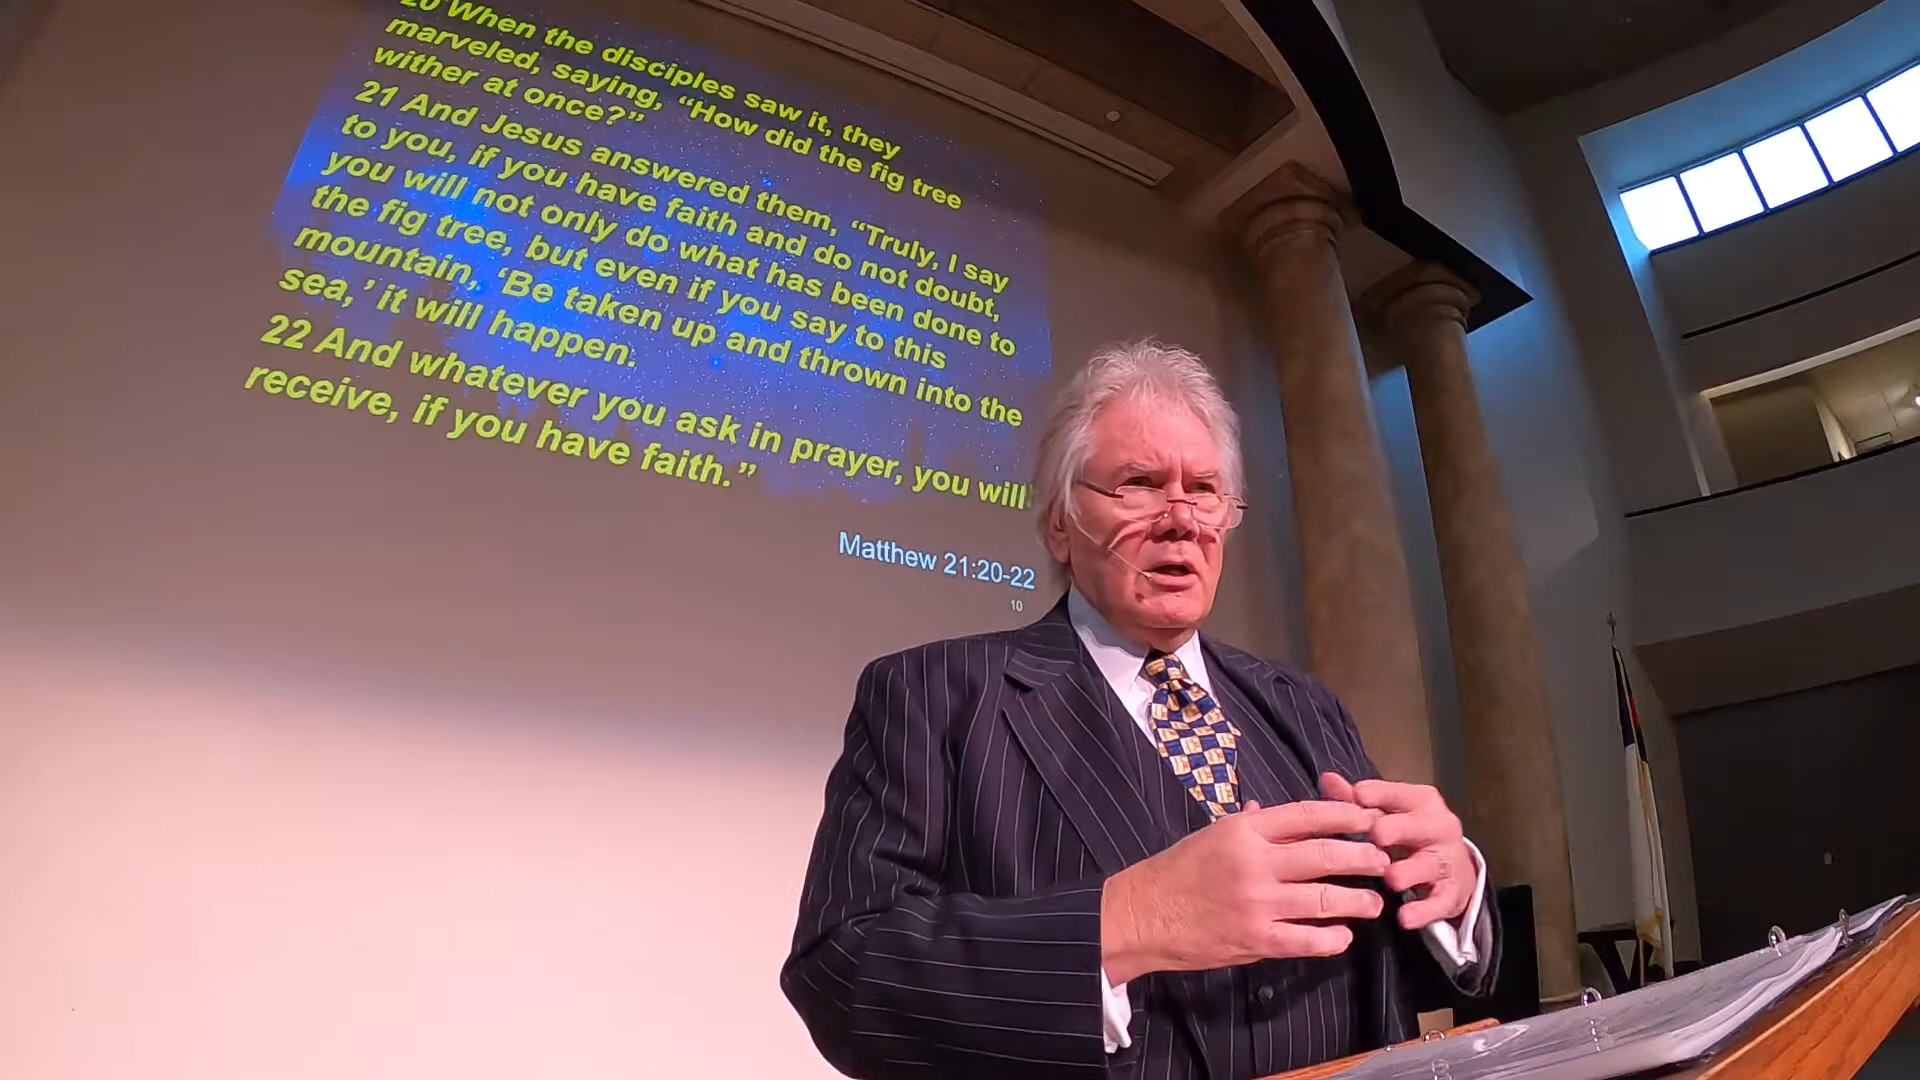 20 When the disciples saw it, they
marveled, saying, “How did the fig tree
wither at once?”
21 And Jesus answered them, “Truly, I say
to you, if you have faith and do not doubt,
you will not only do what has been done to
the fig tree, but even if you say to this
mountain, ‘Be taken up and thrown into the
sea,’ it will happen.
22 And whatever you ask in prayer, you will
receive, if you have faith.”
Matthew 21:20-22
10